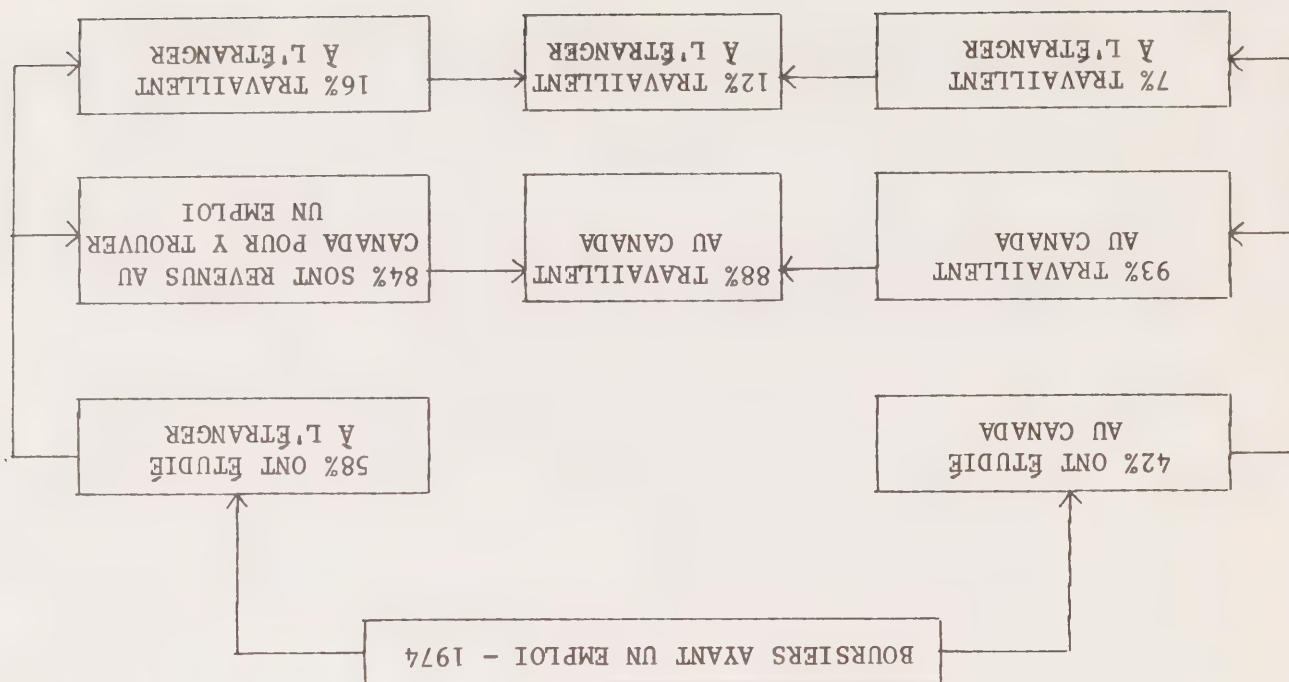 BOURSIERS AYANT UN EMPLOI - 1974
42% ONT ÉTUDIÉ
AU CANADA
58% ONT ÉTUDIÉ
À L'ÉTRANGER
93% TRAVAILLENT
AU CANADA
88% TRAVAILLENT
AU CANADA
84% SONT REVENUS AU
CANADA POUR Y TROUVER
UN EMPLOI
7% TRAVAILLENT
À L'ÉTRANGER
12% TRAVAILLENT
À L'ÉTRANGER
16% TRAVAILLENT
À L'ÉTRANGER